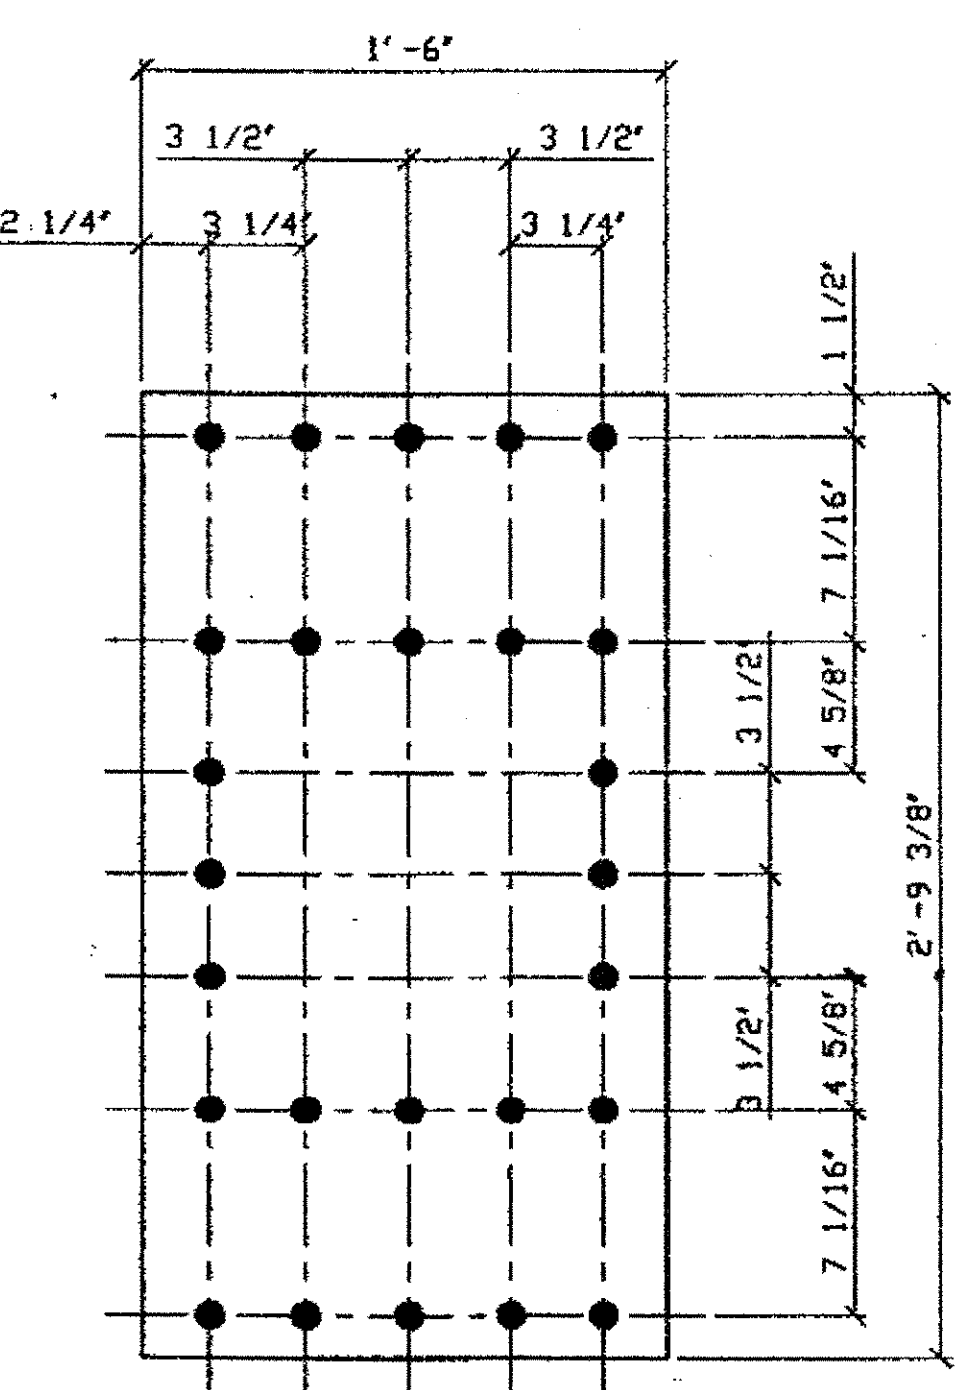 1' -6"
3 1/2" 3 1/2"
2 1/4" 3 1/4" 3 1/4"
1 1/2"
7 1/16"
3 1/2"
4 5/8"
2' -9 3/8"
3 1/2"
4 5/8"
7 1/16"